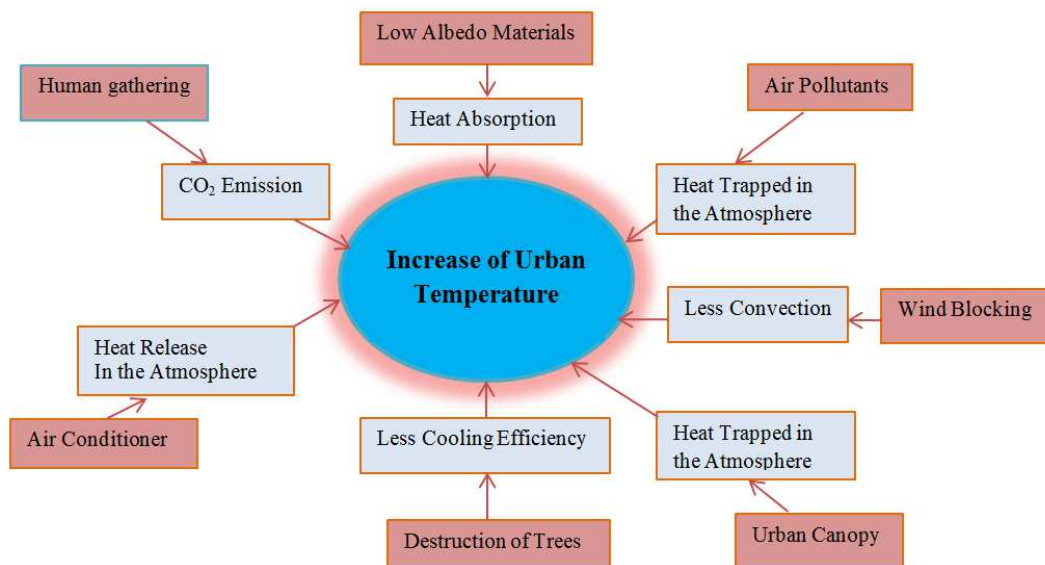 Low Albedo Materials
Human gathering
Air Pollutants
Heat Absorption
CO₂ Emission
Heat Trapped in
the Atmosphere
Increase of Urban
Temperature
Less Convection
Wind Blocking
Heat Release
In the Atmosphere
Air Conditioner
Less Cooling Efficiency
Heat Trapped in
the Atmosphere
Destruction of Trees
Urban Canopy